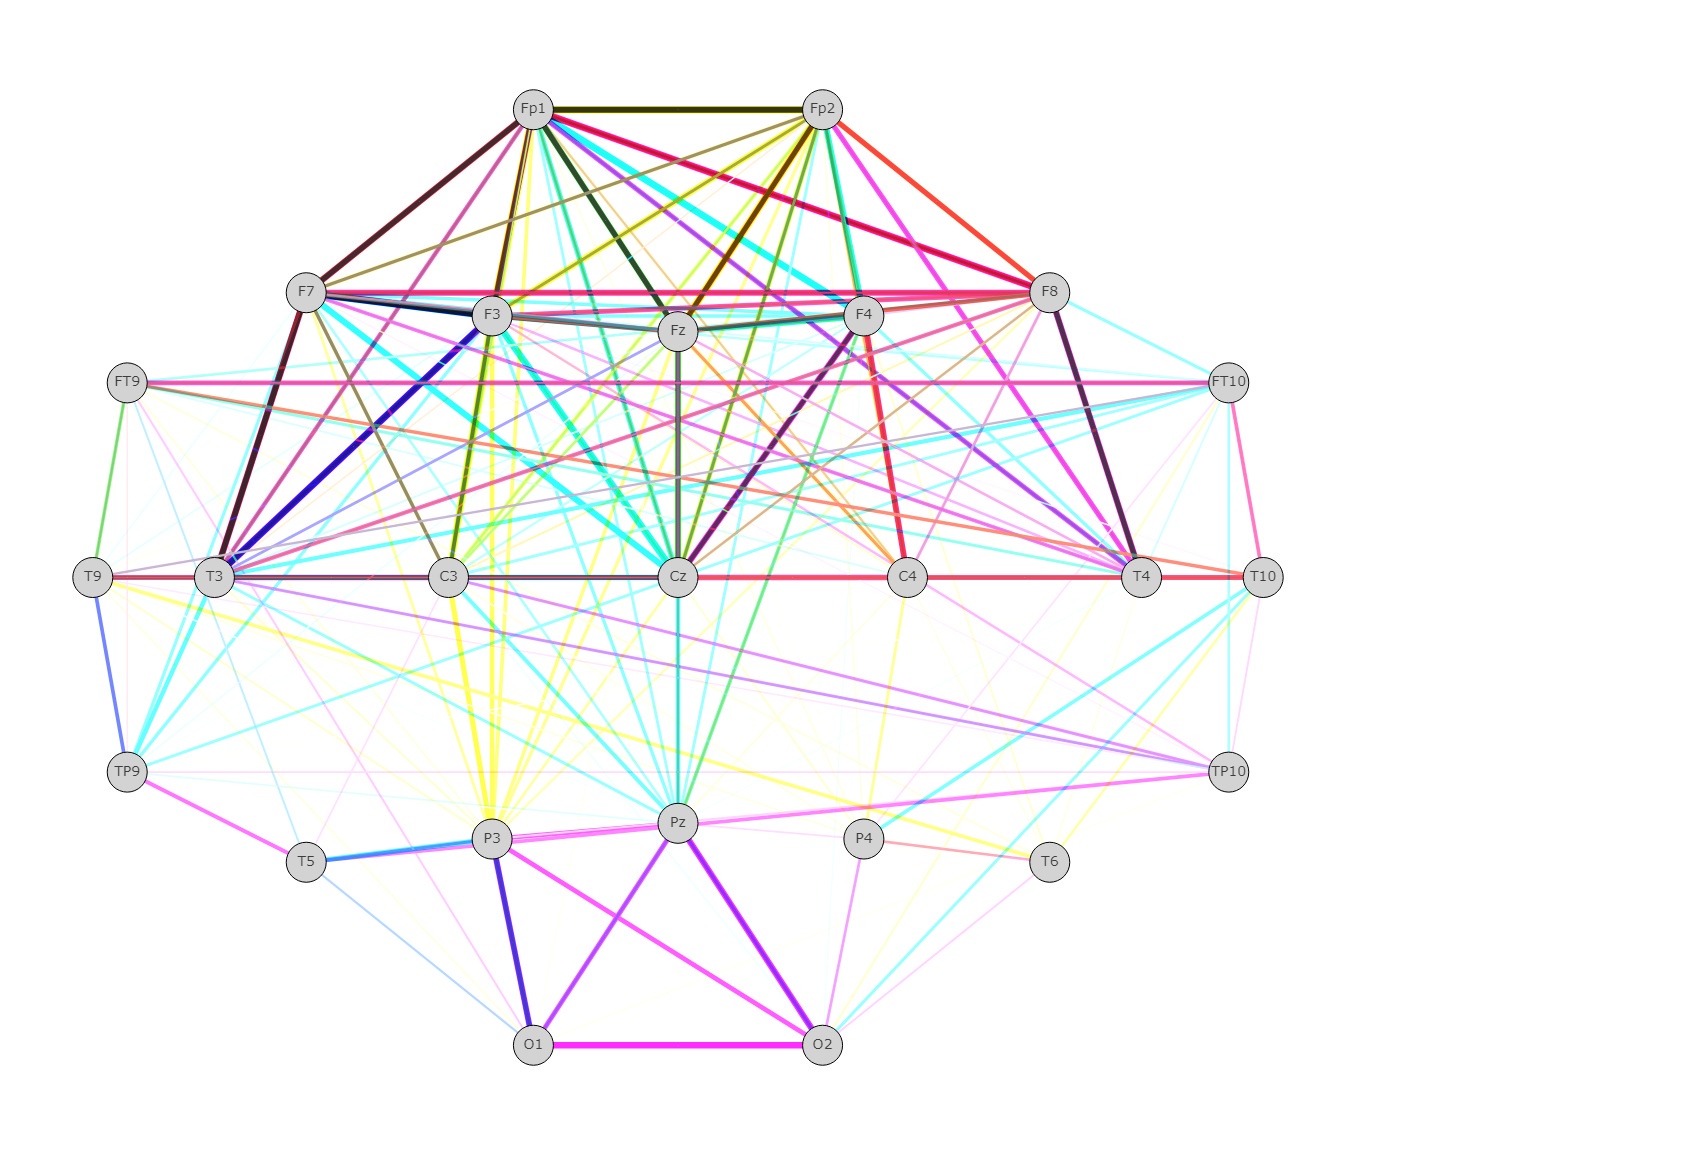 Fp1 Fp2
F7 F3 Fz F4 F8
FT9 FT10
T9 T3 C3 Cz C4 T4 T10
TP9 TP10
T5 P3 Pz P4 T6
O1 O2